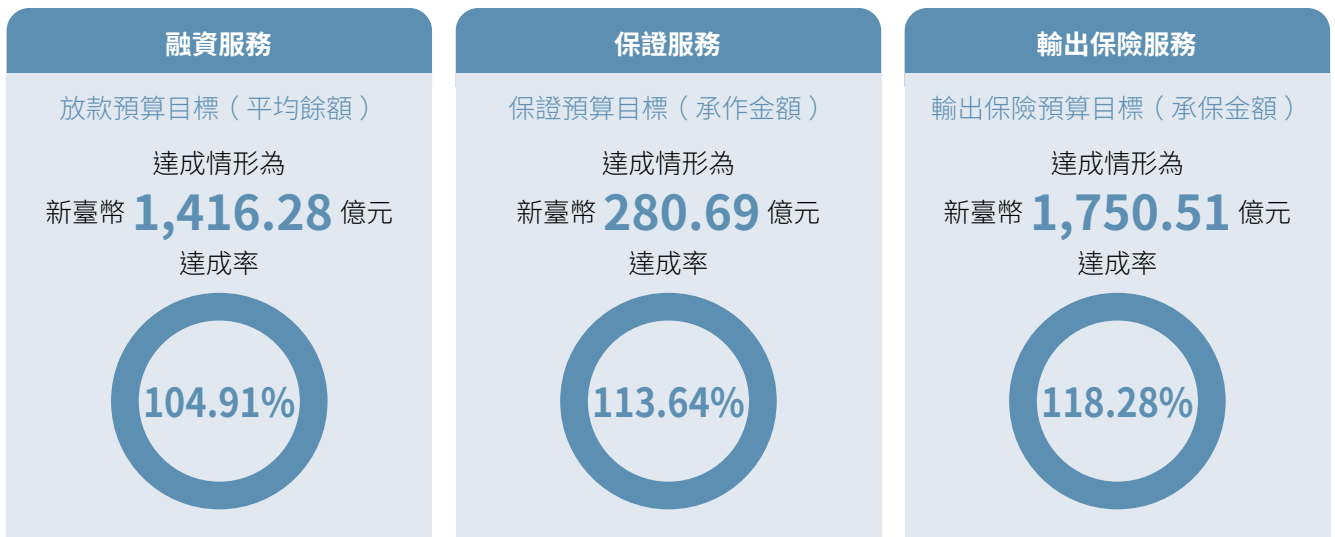 融資服務
放款預算目標（平均餘額）
達成情形為
新臺幣 1,416.28 億元
達成率
104.91%
保證服務
保證預算目標（承作金額）
達成情形為
新臺幣 280.69 億元
達成率
113.64%
輸出保險服務
輸出保險預算目標（承保金額）
達成情形為
新臺幣 1,750.51 億元
達成率
118.28%